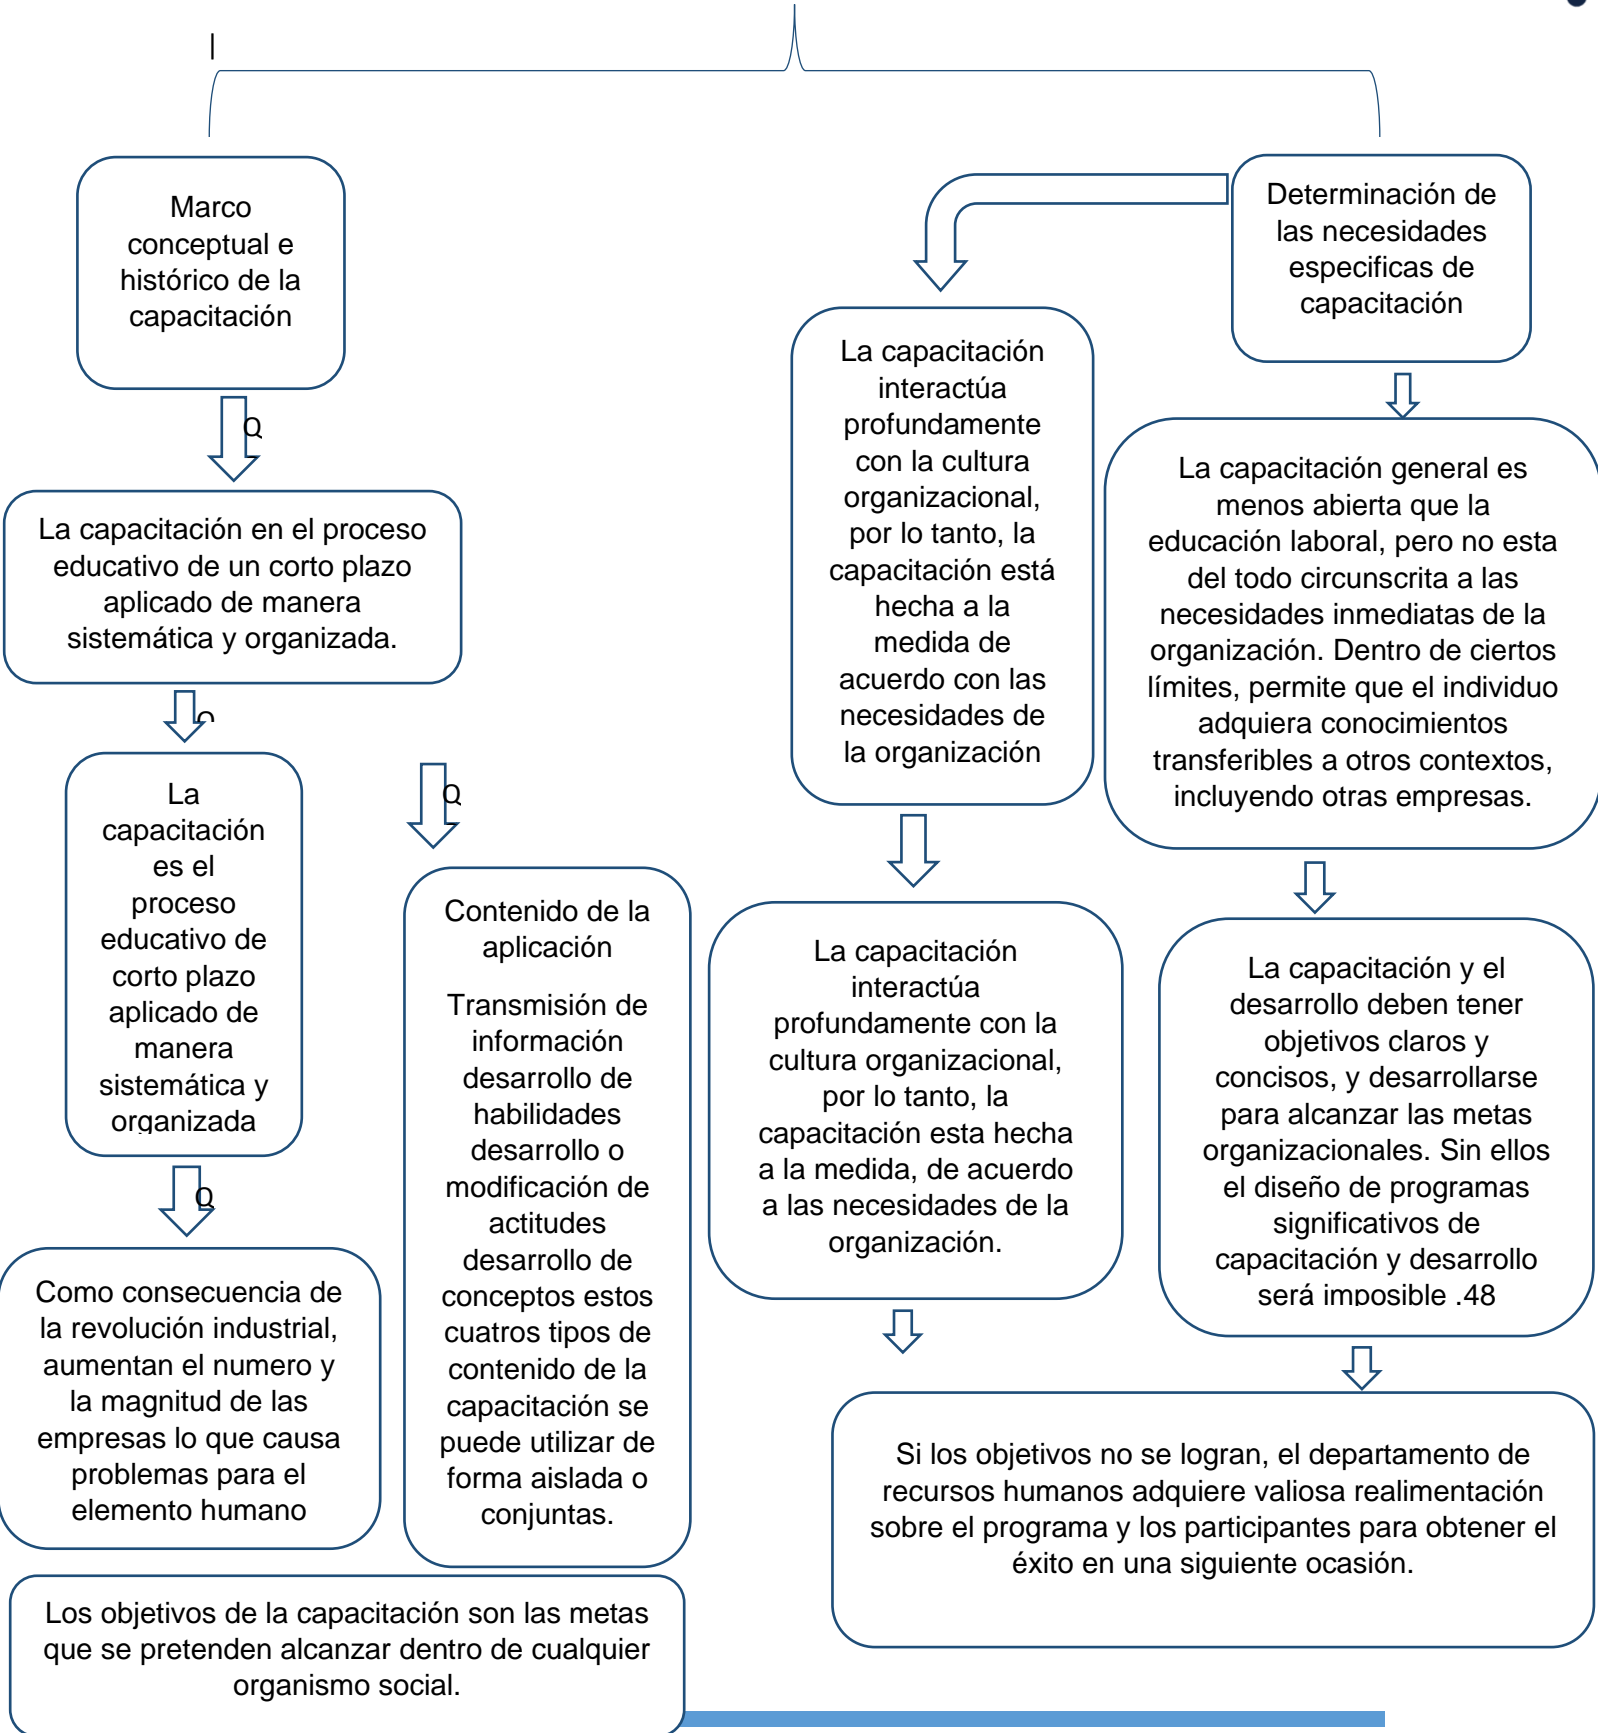 Marco
conceptual e
histórico de la
capacitación
Q
La capacitación en el proceso
educativo de un corto plazo
aplicado de manera
sistemática y organizada.
La
capacitación
es el
proceso
educativo de
corto plazo
aplicado de
manera
sistemática y
organizada
Q
Como consecuencia de
la revolución industrial,
aumentan el numero y
la magnitud de las
empresas lo que causa
problemas para el
elemento humano
Q
Contenido de la
aplicación
Transmisión de
información
desarrollo de
habilidades
desarrollo o
modificación de
actitudes
desarrollo de
conceptos estos
cuatros tipos de
contenido de la
capacitación se
puede utilizar de
forma aislada o
conjuntas.
Los objetivos de la capacitación son las metas
que se pretenden alcanzar dentro de cualquier
organismo social.
Determinación de
las necesidades
especificas de
capacitación
La capacitación
interactúa
profundamente
con la cultura
organizacional,
por lo tanto, la
capacitación está
hecha a la
medida de
acuerdo con las
necesidades de
la organización
La capacitación
interactúa
profundamente con la
cultura organizacional,
por lo tanto, la
capacitación esta hecha
a la medida, de acuerdo
a las necesidades de la
organización.
La capacitación general es
menos abierta que la
educación laboral, pero no esta
del todo circunscrita a las
necesidades inmediatas de la
organización. Dentro de ciertos
límites, permite que el individuo
adquiera conocimientos
transferibles a otros contextos,
incluyendo otras empresas.
La capacitación y el
desarrollo deben tener
objetivos claros y
concisos, y desarrollarse
para alcanzar las metas
organizacionales. Sin ellos
el diseño de programas
significativos de
capacitación y desarrollo
será imposible .48
Si los objetivos no se logran, el departamento de
recursos humanos adquiere valiosa realimentación
sobre el programa y los participantes para obtener el
éxito en una siguiente ocasión.